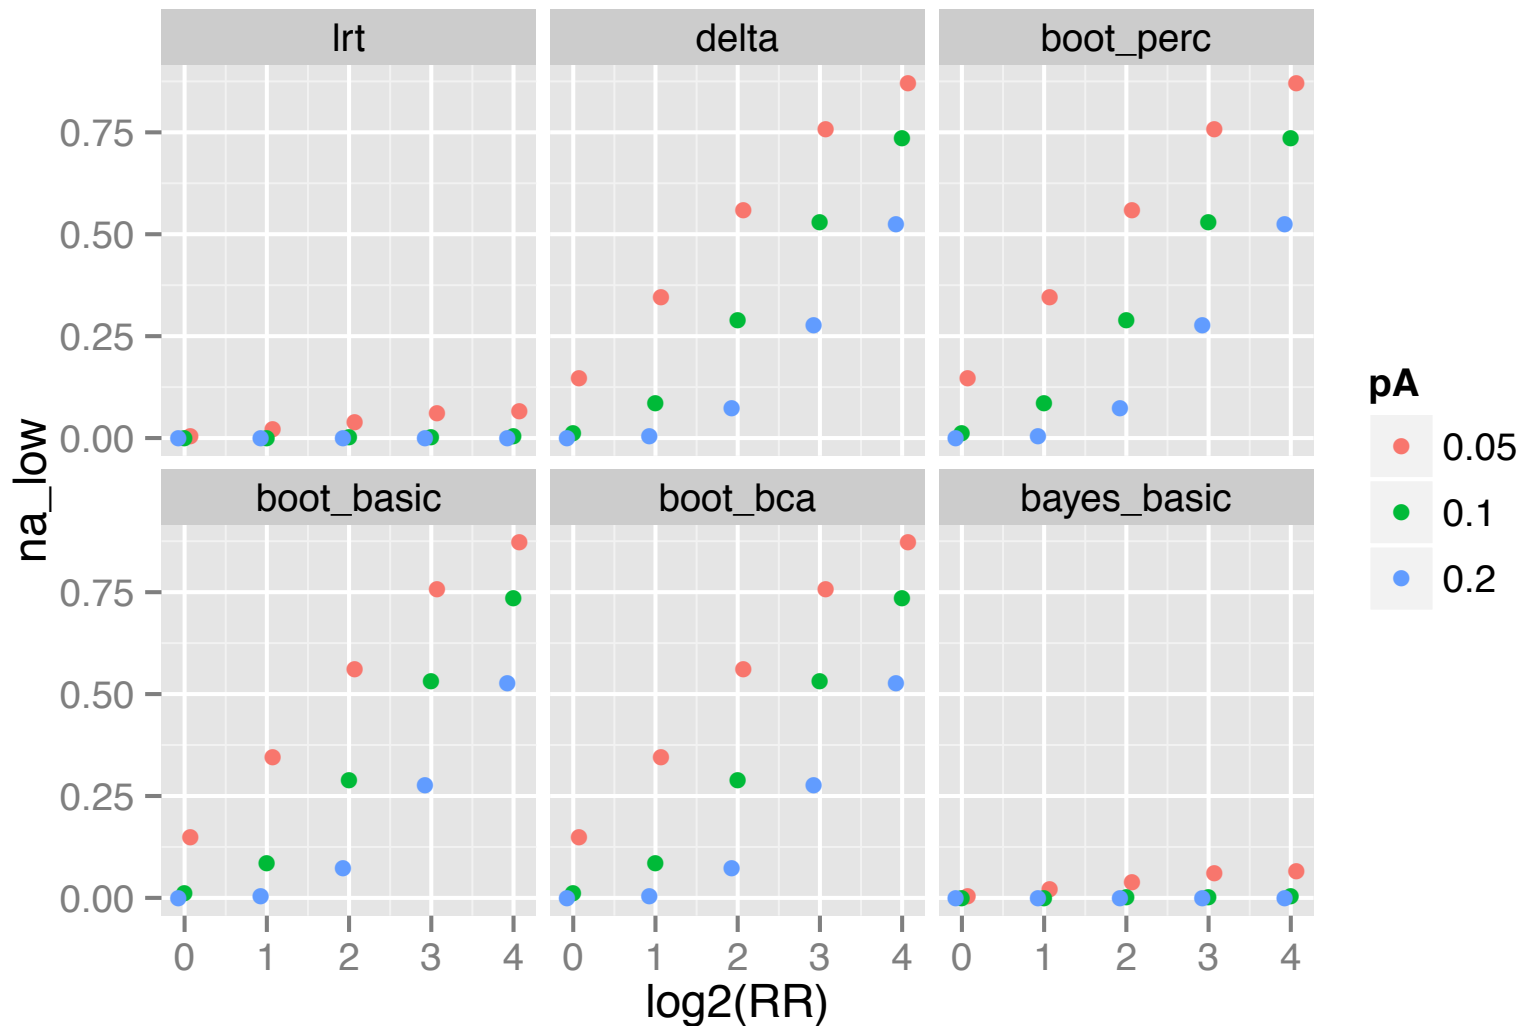 lrt delta boot_perc
0.75
0.50
0.25
0.00
na_low
boot_basic boot_bca bayes_basic
0.75
0.50
0.25
0.00
0 1 2 3 4 0 1 2 3 4 0 1 2 3 4
log2(RR)
pA
0.05
0.1
0.2